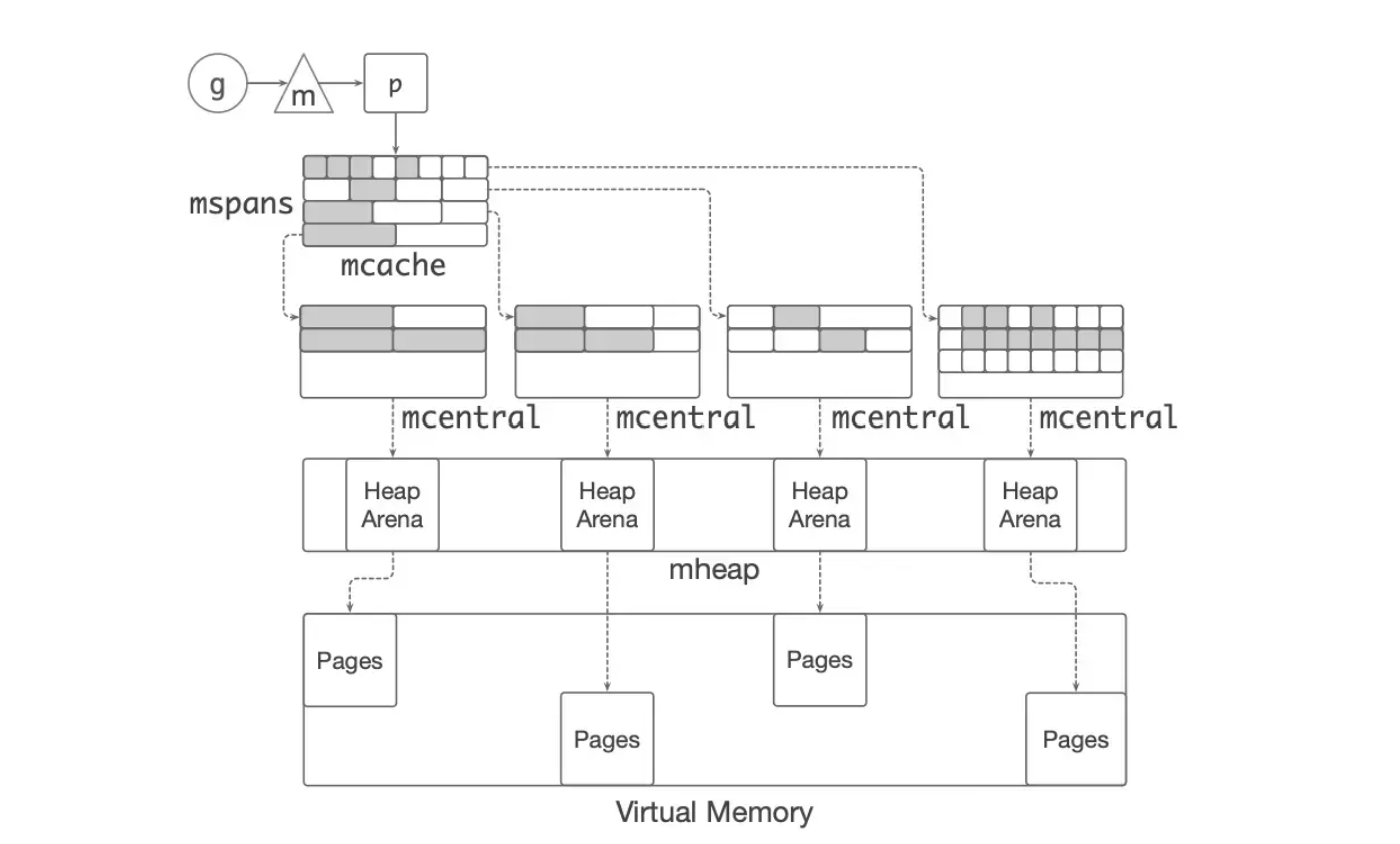 g
m
p
mspans
mcache
mcentral
mcentral
mcentral
mcentral
Heap
Arena
Heap
Arena
Heap
Arena
Heap
Arena
mheap
Pages
Pages
Pages
Pages
Virtual Memory